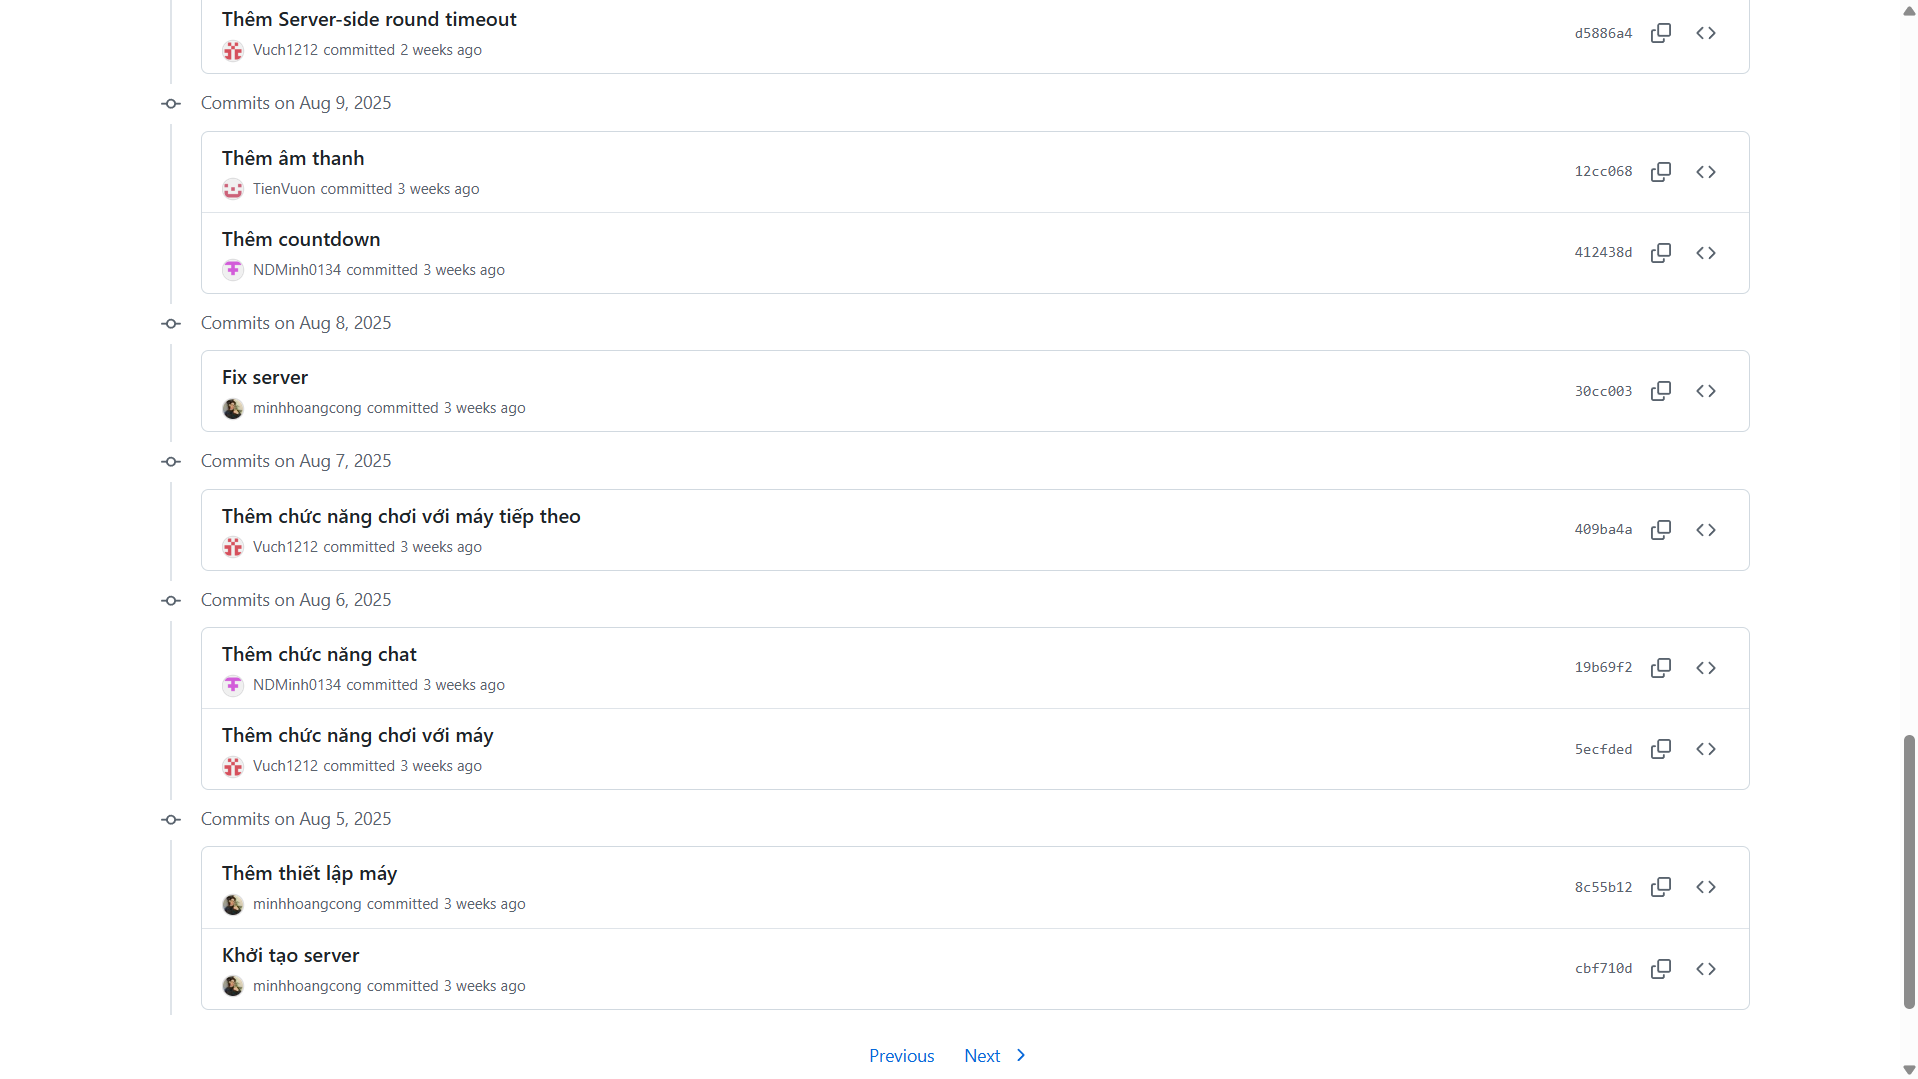 Thêm Server-side round timeout
Vuch1212 committed 2 weeks ago
d5886a4
Commits on Aug 9, 2025
Thêm âm thanh
TienVuon committed 3 weeks ago
12cc068
Thêm countdown
NDMinh0134 committed 3 weeks ago
412438d
Commits on Aug 8, 2025
Fix server
minhhoangcong committed 3 weeks ago
30cc003
Commits on Aug 7, 2025
Thêm chức năng chơi với máy tiếp theo
Vuch1212 committed 3 weeks ago
409ba4a
Commits on Aug 6, 2025
Thêm chức năng chat
NDMinh0134 committed 3 weeks ago
19b69f2
Thêm chức năng chơi với máy
Vuch1212 committed 3 weeks ago
5ecfded
Commits on Aug 5, 2025
Thêm thiết lập máy
minhhoangcong committed 3 weeks ago
8c55b12
Khởi tạo server
minhhoangcong committed 3 weeks ago
cbf710d
Previous Next